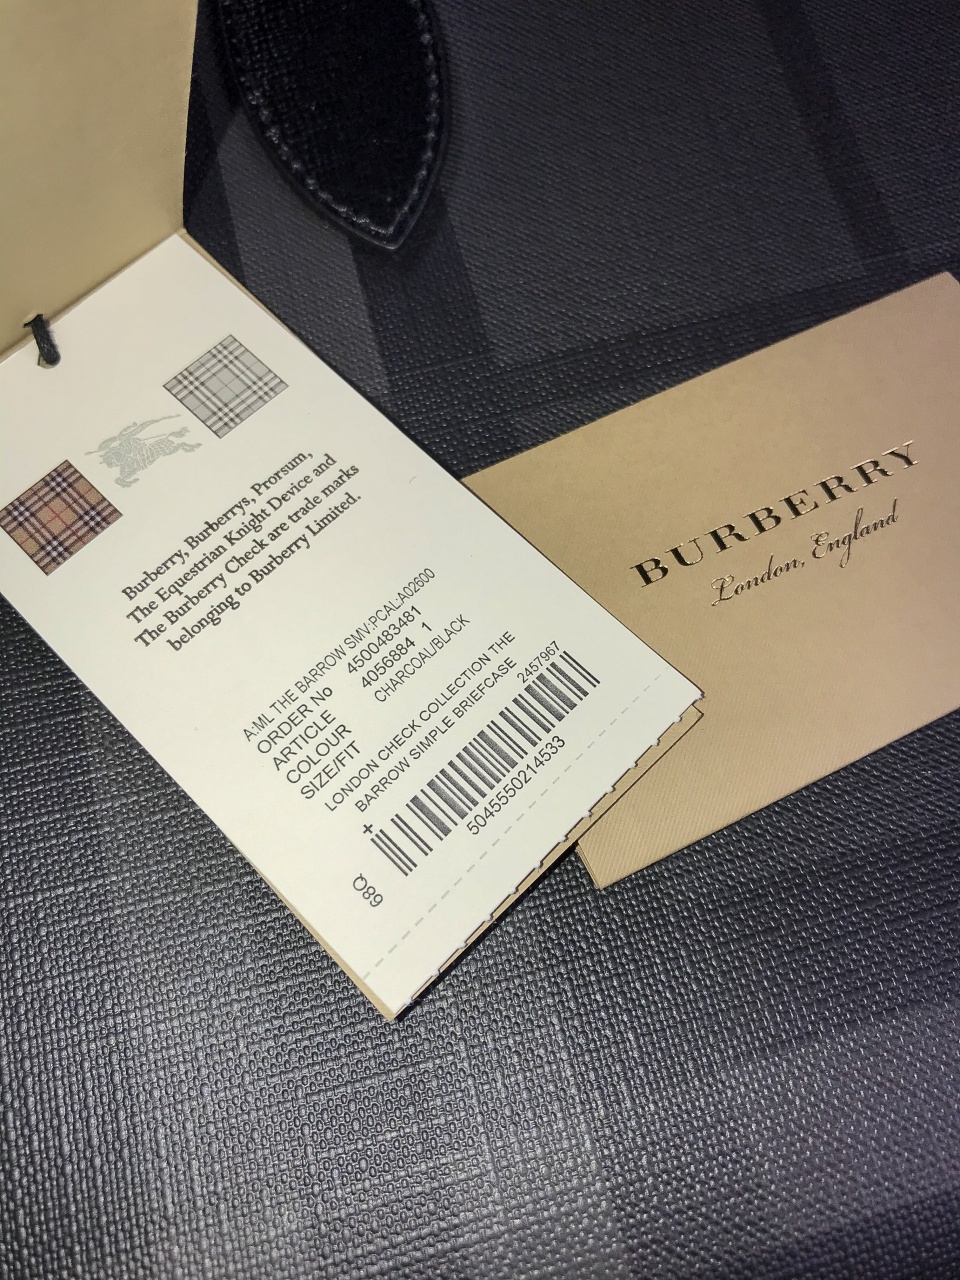 Burberry, Burberrys, Prorsum,
The Equestrian Knight Device and
The Burberry Check are trade marks
belonging to Burberry Limited.
A:ML THE BARROW SMV:PCAL:A02600
ORDER No 4500483481
ARTICLE 4056884 1
COLOUR CHARCOAL/BLACK
SIZE/FIT
LONDON CHECK COLLECTION THE
BARROW SIMPLE BRIEFCASE 2457967
5045550214533
BURBERRY
London, England